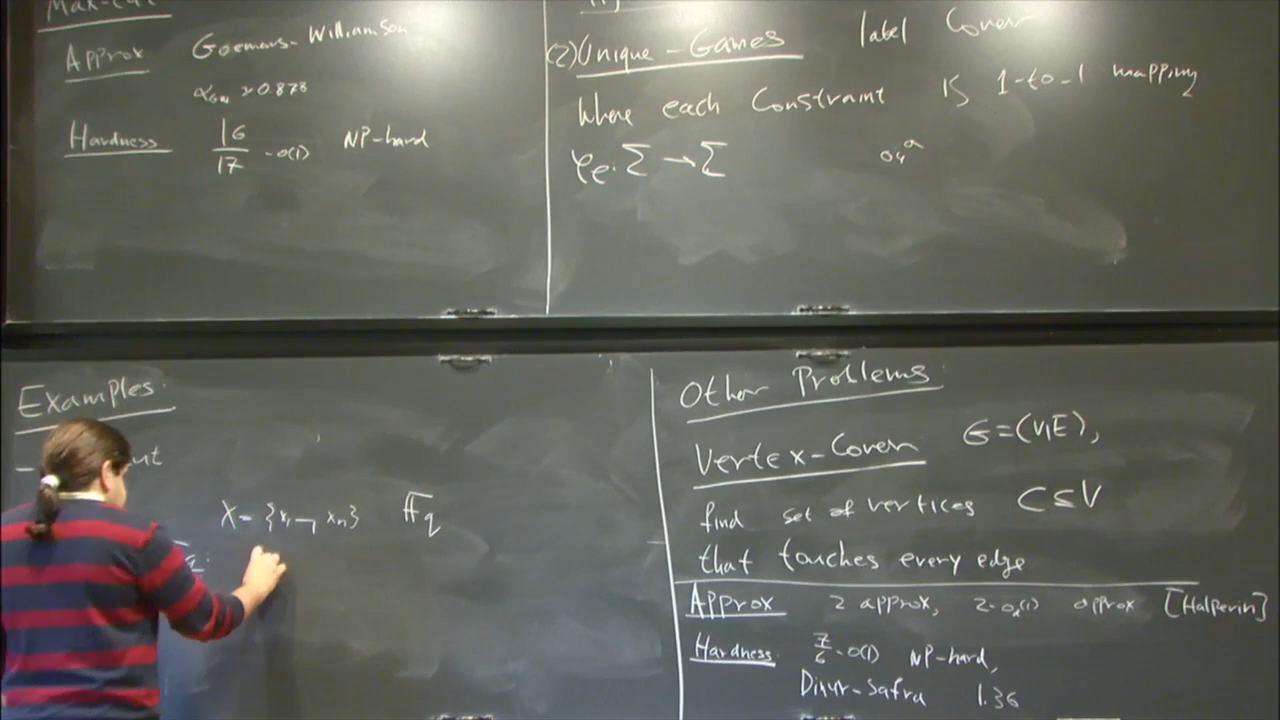 Max-Cut
Approx Goemans-Williamson
α_GW ≈ 0.878
Hardness 16/17 - o(1) NP-hard
(2) Unique-Games label Cover
Where each Constraint is 1-to-1 mapping
φe: Σ → Σ
Examples:
X = {x1, -, xn} 𝔽q
Other Problems:
Vertex-Cover G=(V,E),
find set of vertices C ⊆ V
that touches every edge
Approx 2 approx, 2-o(1) approx [Halperin]
Hardness 7/6 - o(1) NP-hard,
Dinur-Safra 1.36